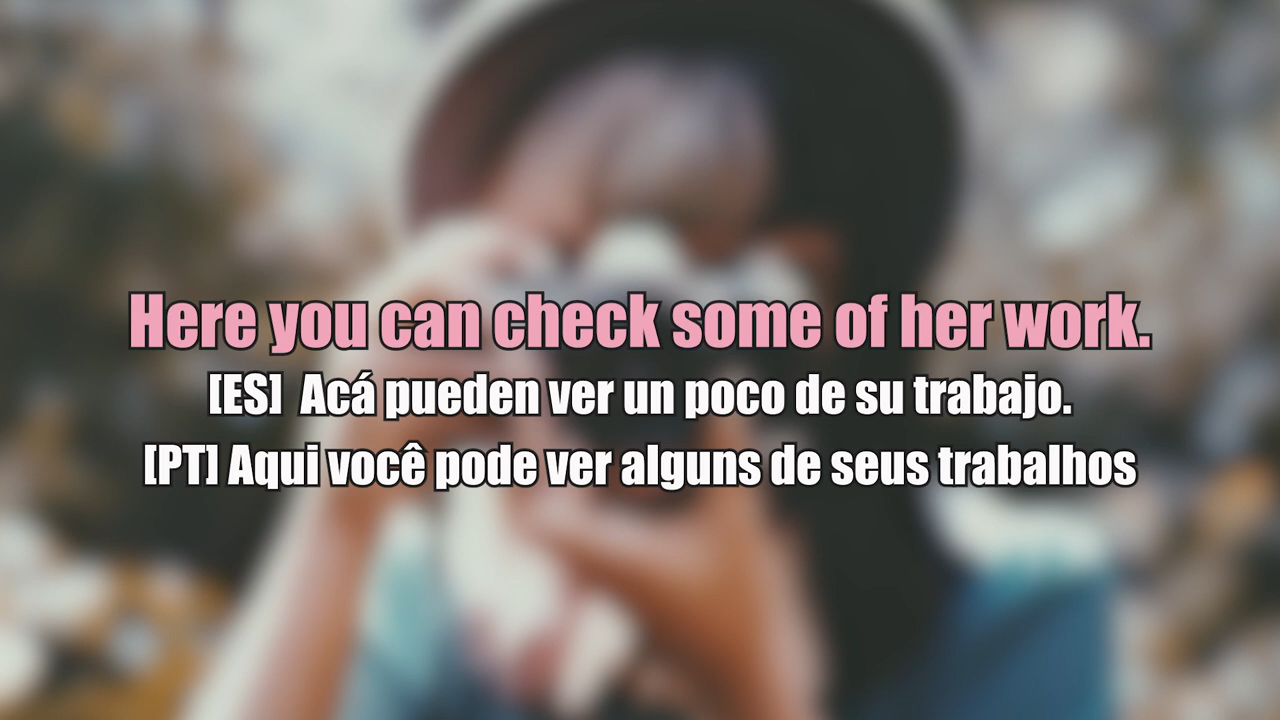 Here you can check some of her work.
[ES]  Acá pueden ver un poco de su trabajo.
[PT] Aqui você pode ver alguns de seus trabalhos